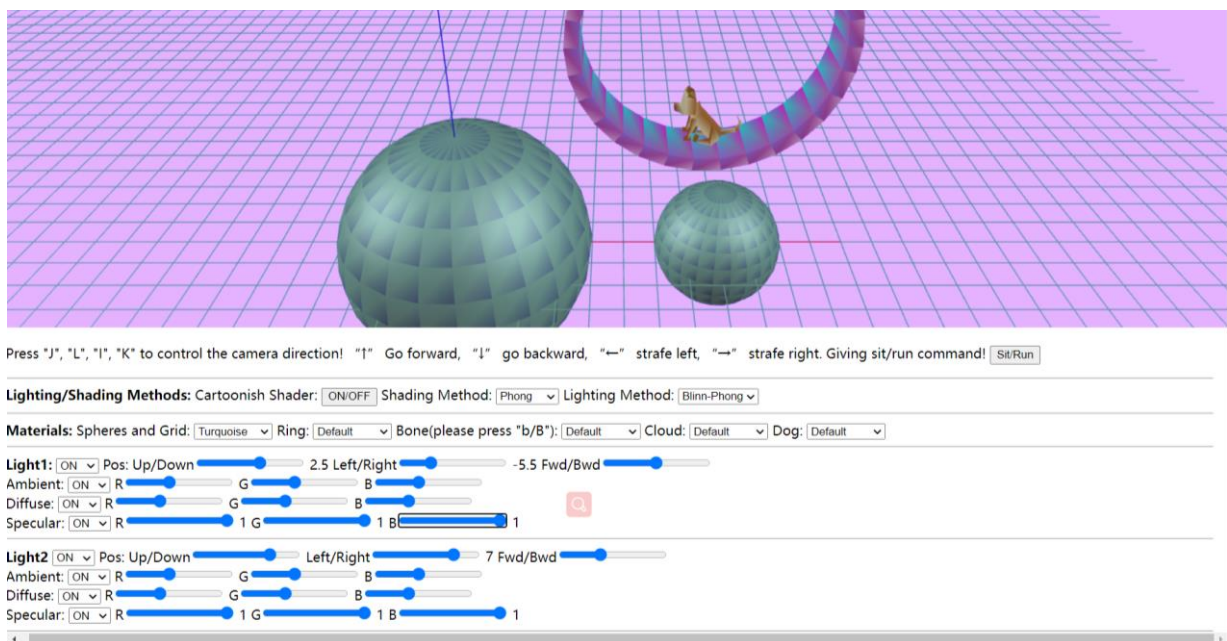 Press "J", "L", "I", "K" to control the camera direction! "↑" Go forward, "↓" go backward, "←" strafe left, "→" strafe right. Giving sit/run command! Sit/Run
Lighting/Shading Methods: Cartoonish Shader: ON/OFF Shading Method: Phong Lighting Method: Blinn-Phong
Materials: Spheres and Grid: Turquoise Ring: Default Bone(please press "b/B"): Default Cloud: Default Dog: Default
Light1: ON Pos: Up/Down 2.5 Left/Right -5.5 Fwd/Bwd
Ambient: ON R G B
Diffuse: ON R G B
Specular: ON R 1 G 1 B 1
Light2 ON Pos: Up/Down Left/Right 7 Fwd/Bwd
Ambient: ON R G B
Diffuse: ON R G B
Specular: ON R 1 G 1 B 1